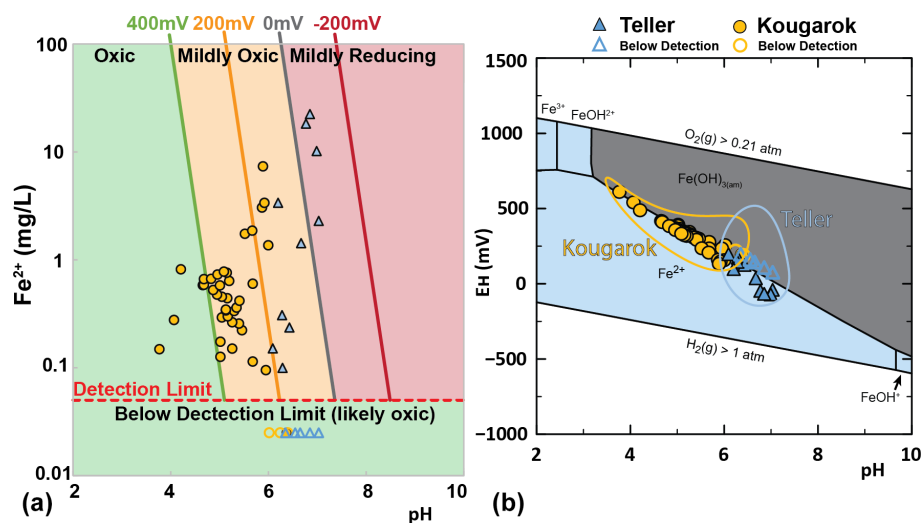 400mV 200mV 0mV -200mV
Oxic Mildly Oxic Mildly Reducing
100
10
1
0.1
0.01
Fe2+ (mg/L)
Detection Limit
Below Dectection Limit (likely oxic)
2 4 6 8 10
pH
(a)
Teller Kougarok
Below Detection Below Detection
(b)
1000
500
0
−500
−1000
EH (mV)
Fe3+
FeOH2+
O2(g) > 0.21 atm
Fe(OH)3(am)
Teller
Kougarok
Fe2+
H2(g) > 1 atm
FeOH+
2 4 6 8 10
pH